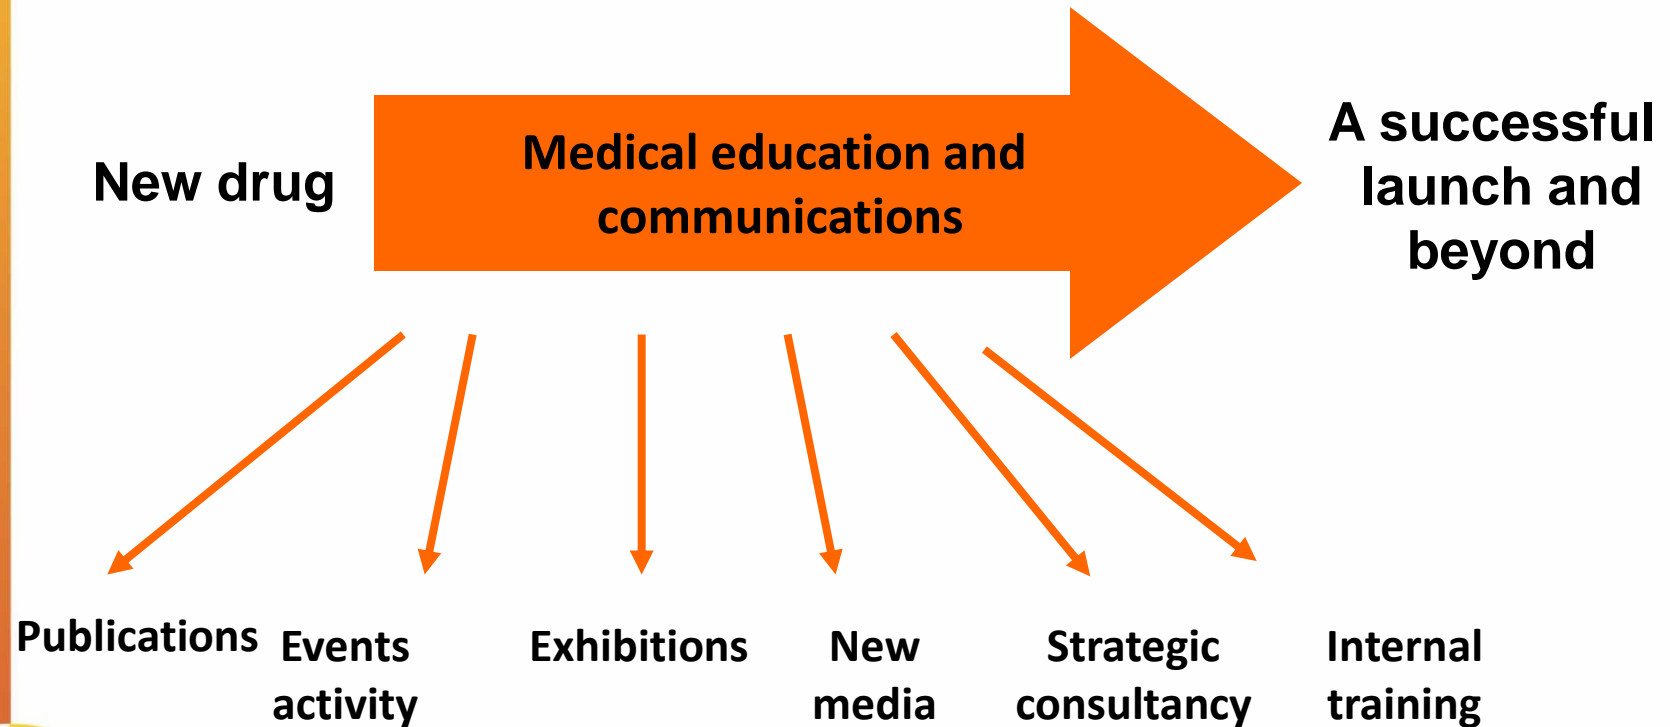 New drug
Medical education and
communications
A successful
launch and
beyond
Publications
Events
activity
Exhibitions
New
media
Strategic
consultancy
Internal
training